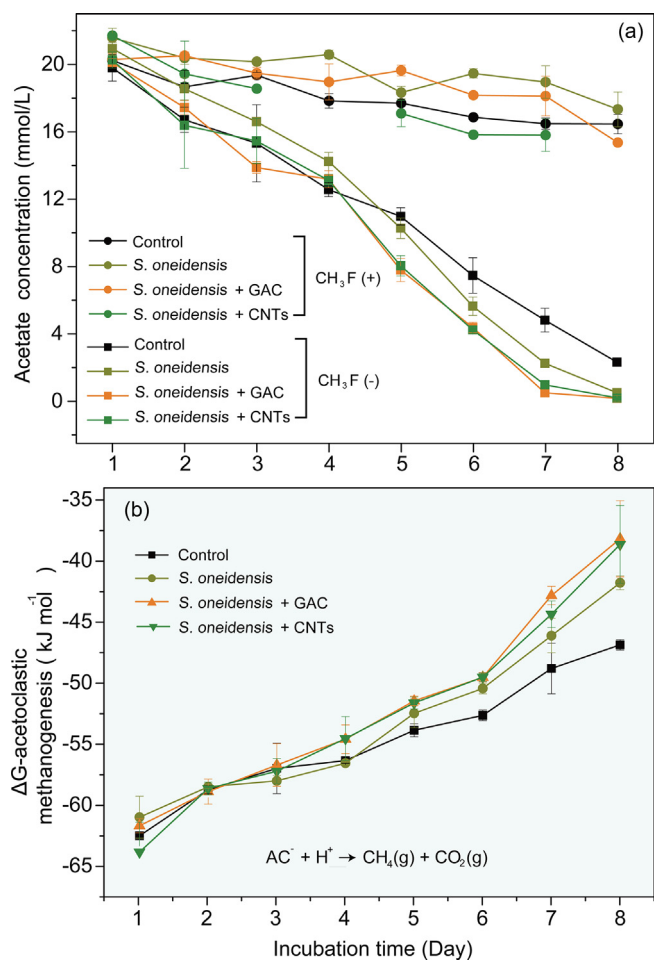 (a)
Acetate concentration (mmol/L)
20
16
12
8
4
0
Control
S. oneidensis
S. oneidensis + GAC
S. oneidensis + CNTs
CH₃F (+)
Control
S. oneidensis
S. oneidensis + GAC
S. oneidensis + CNTs
CH₃F (-)
1 2 3 4 5 6 7 8
(b)
ΔG-acetoclastic
methanogenesis ( kJ mol⁻¹ )
-35
-40
-45
-50
-55
-60
-65
Control
S. oneidensis
S. oneidensis + GAC
S. oneidensis + CNTs
AC⁻ + H⁺ → CH₄(g) + CO₂(g)
1 2 3 4 5 6 7 8
Incubation time (Day)